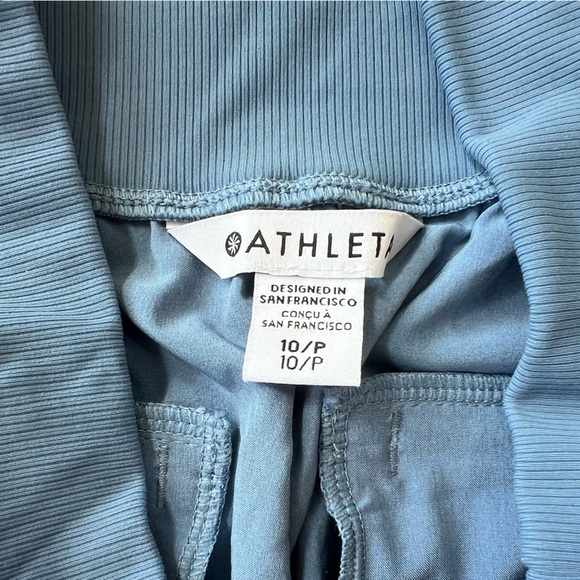 ATHLETA
DESIGNED IN
SAN FRANCISCO
CONÇU À
SAN FRANCISCO
10/P
10/P